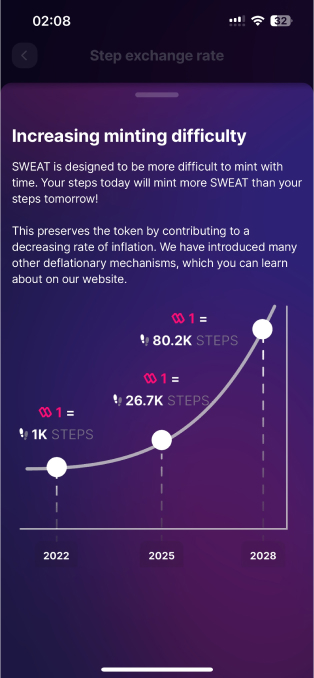 02:08
32
Step exchange rate
Increasing minting difficulty
SWEAT is designed to be more difficult to mint with
time. Your steps today will mint more SWEAT than your
steps tomorrow!
This preserves the token by contributing to a
decreasing rate of inflation. We have introduced many
other deflationary mechanisms, which you can learn
about on our website.
1 =
80.2K STEPS
1 =
26.7K STEPS
1 =
1K STEPS
2022
2025
2028